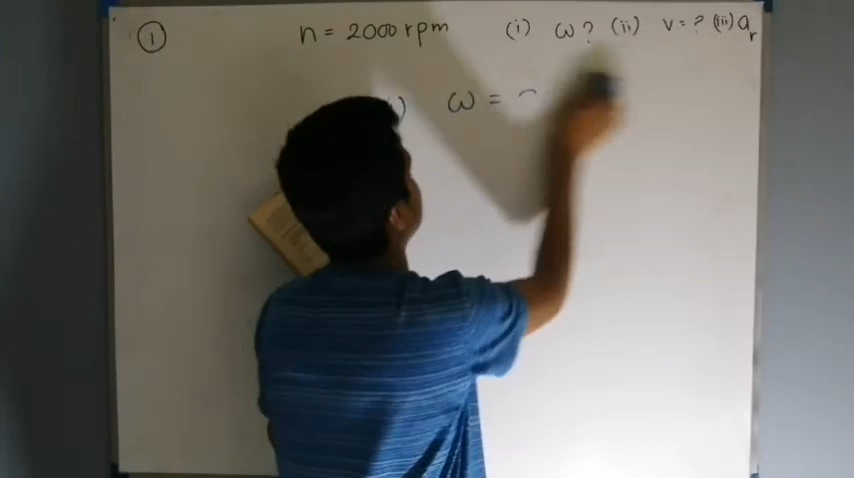 ① n = 2000 rpm (i) ω ? (ii) v = ? (iii) aᵣ
ω =